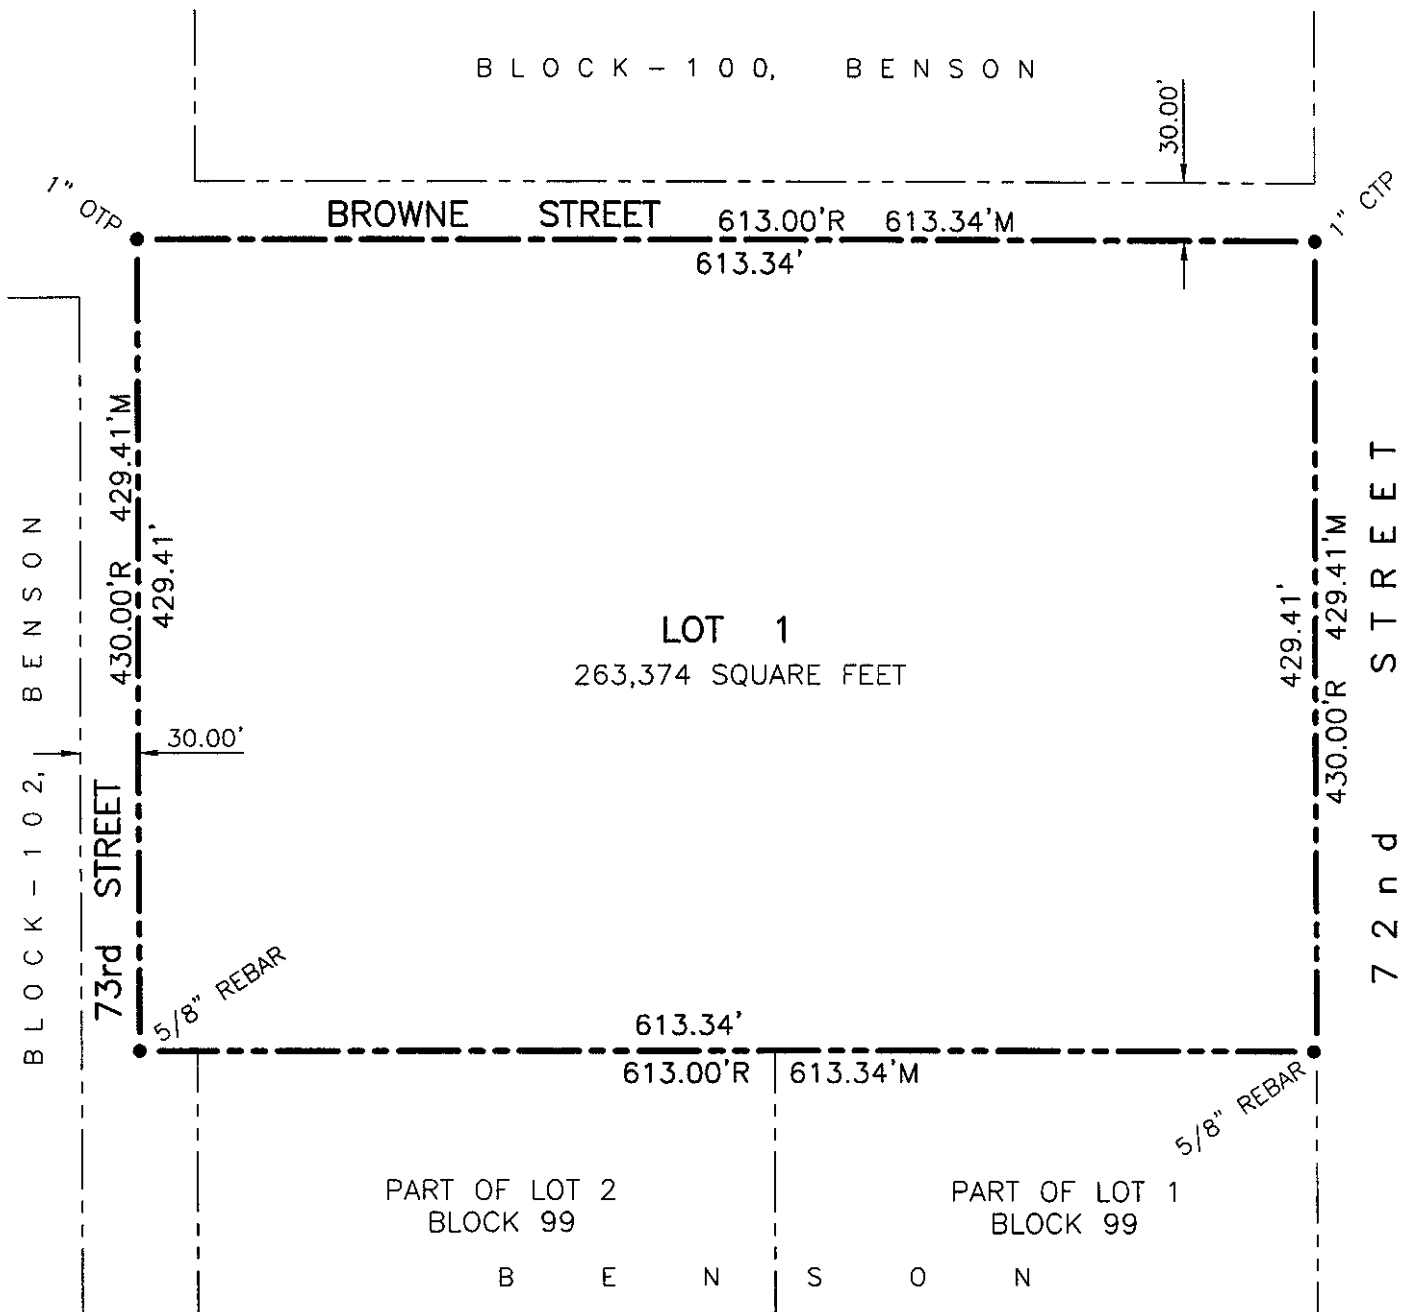 BLOCK-100, BENSON
30.00'
1" OTP
BROWNE STREET 613.00'R 613.34'M
1" CTP
613.34'
BLOCK-102, BENSON
430.00'R 429.41'M
429.41'
LOT 1
263,374 SQUARE FEET
429.41'
430.00'R 429.41'M
72nd STREET
30.00'
73rd STREET
5/8" REBAR
613.34'
613.00'R 613.34'M
5/8" REBAR
PART OF LOT 2
BLOCK 99
PART OF LOT 1
BLOCK 99
BENSON